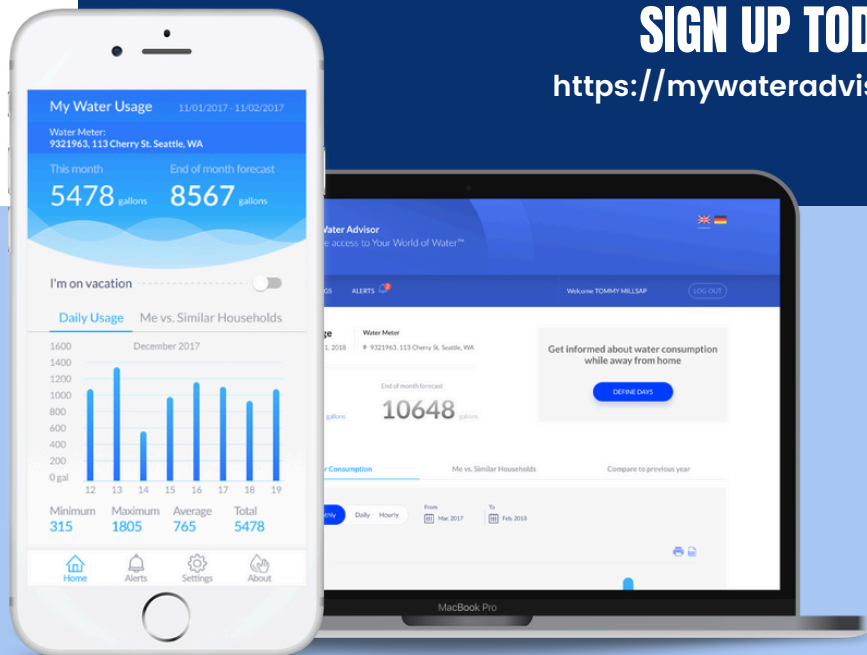 SIGN UP
https://
My Water Usage 11/01/2017 - 11/02/2017
Water Meter:
9321963, 113 Cherry St. Seattle, WA
This month End of month forecast
5478 gallons 8567 gallons
I'm on vacation
Daily Usage Me vs. Similar Households
1600 December 2017
1400
1200
1000
800
600
400
200
0 gal
12 13 14 15 16 17 18 19
Minimum Maximum Average Total
315 1805 765 5478
Home Alerts Settings About
Advisor
access to Your World of Water™
ALERTS 2 Welcome TOMMY MILLSAP LOG OUT
Water Meter
2018 9321963, 113 Cherry St, Seattle, WA
Get informed about water consumption
while away from home
DEFINE DAYS
End of month forecast
gallons 10648 gallons
Consumption Me vs. Similar Households Compare to previous year
Daily Hourly
From To
Mar, 2017 Feb, 2018
MacBook Pro